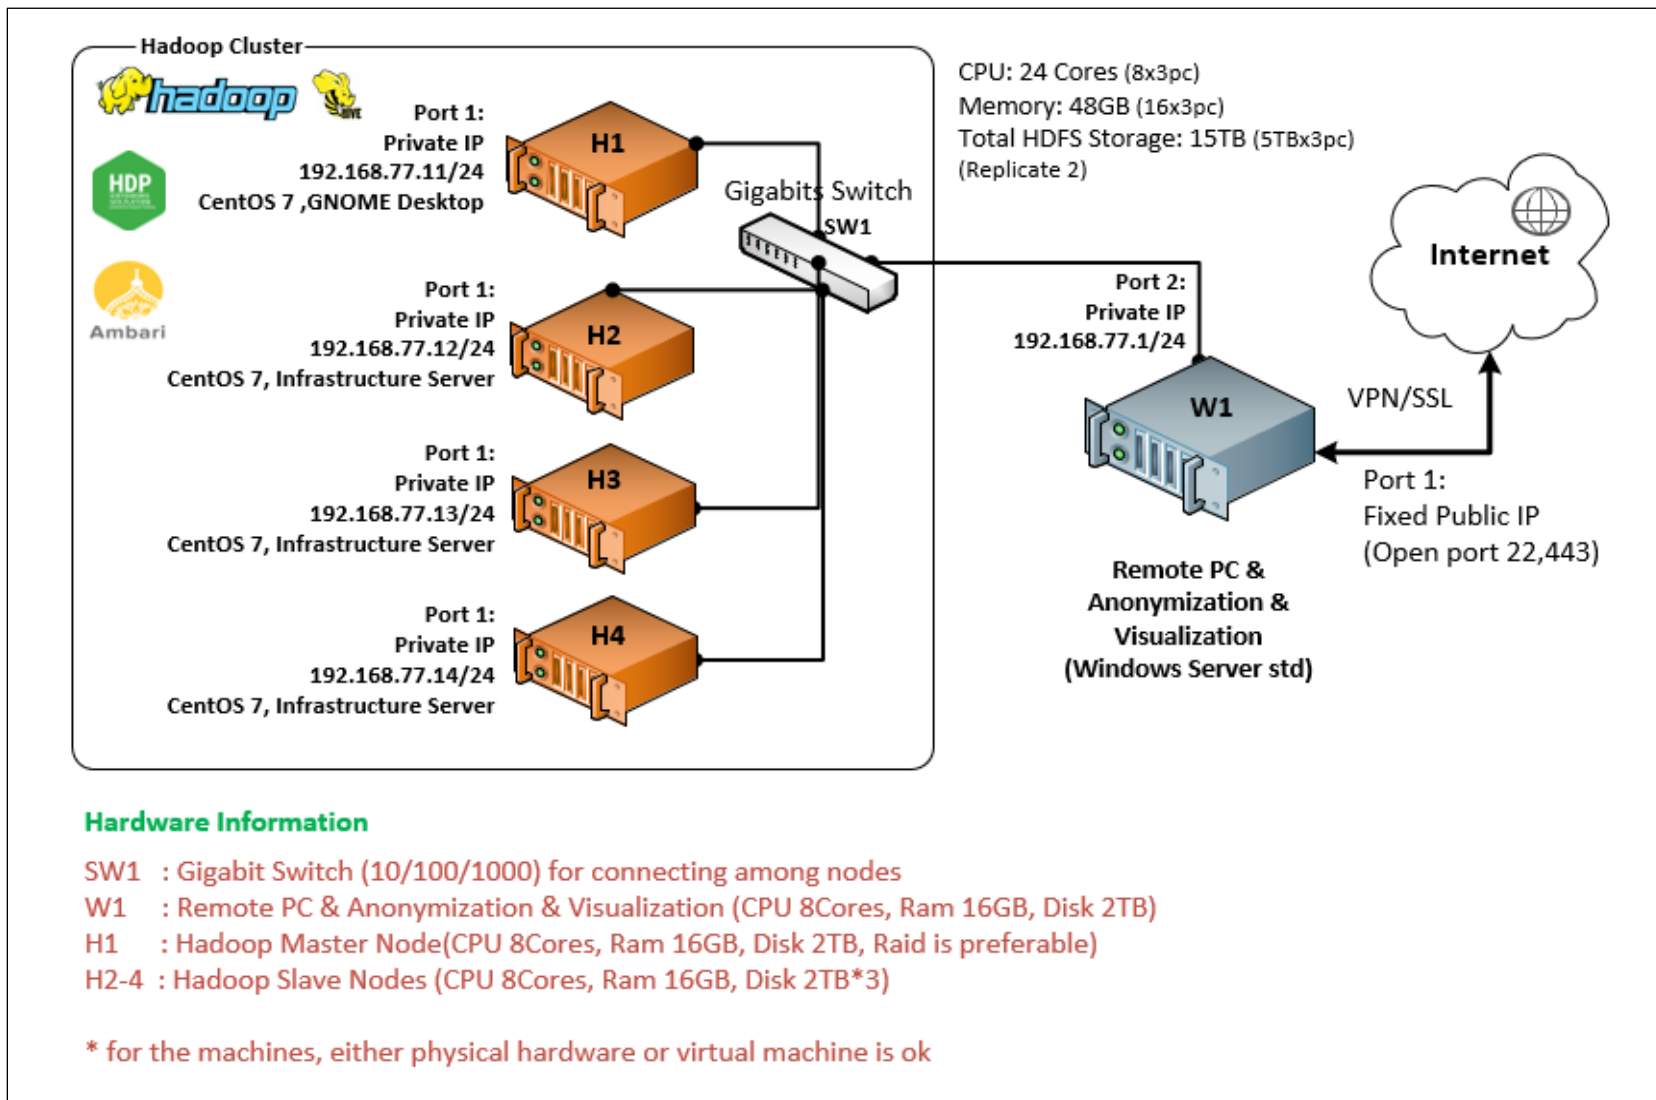 Hadoop Cluster
hadoop
HIVE
HDP
Ambari
Port 1:
Private IP
192.168.77.11/24
CentOS 7 ,GNOME Desktop
H1
Port 1:
Private IP
192.168.77.12/24
CentOS 7, Infrastructure Server
H2
Port 1:
Private IP
192.168.77.13/24
CentOS 7, Infrastructure Server
H3
Port 1:
Private IP
192.168.77.14/24
CentOS 7, Infrastructure Server
H4
Gigabits Switch
SW1
CPU: 24 Cores (8x3pc)
Memory: 48GB (16x3pc)
Total HDFS Storage: 15TB (5TBx3pc)
(Replicate 2)
Port 2:
Private IP
192.168.77.1/24
W1
Remote PC &
Anonymization &
Visualization
(Windows Server std)
Internet
VPN/SSL
Port 1:
Fixed Public IP
(Open port 22,443)
Hardware Information
SW1 : Gigabit Switch (10/100/1000) for connecting among nodes
W1 : Remote PC & Anonymization & Visualization (CPU 8Cores, Ram 16GB, Disk 2TB)
H1 : Hadoop Master Node(CPU 8Cores, Ram 16GB, Disk 2TB, Raid is preferable)
H2-4 : Hadoop Slave Nodes (CPU 8Cores, Ram 16GB, Disk 2TB*3)
* for the machines, either physical hardware or virtual machine is ok